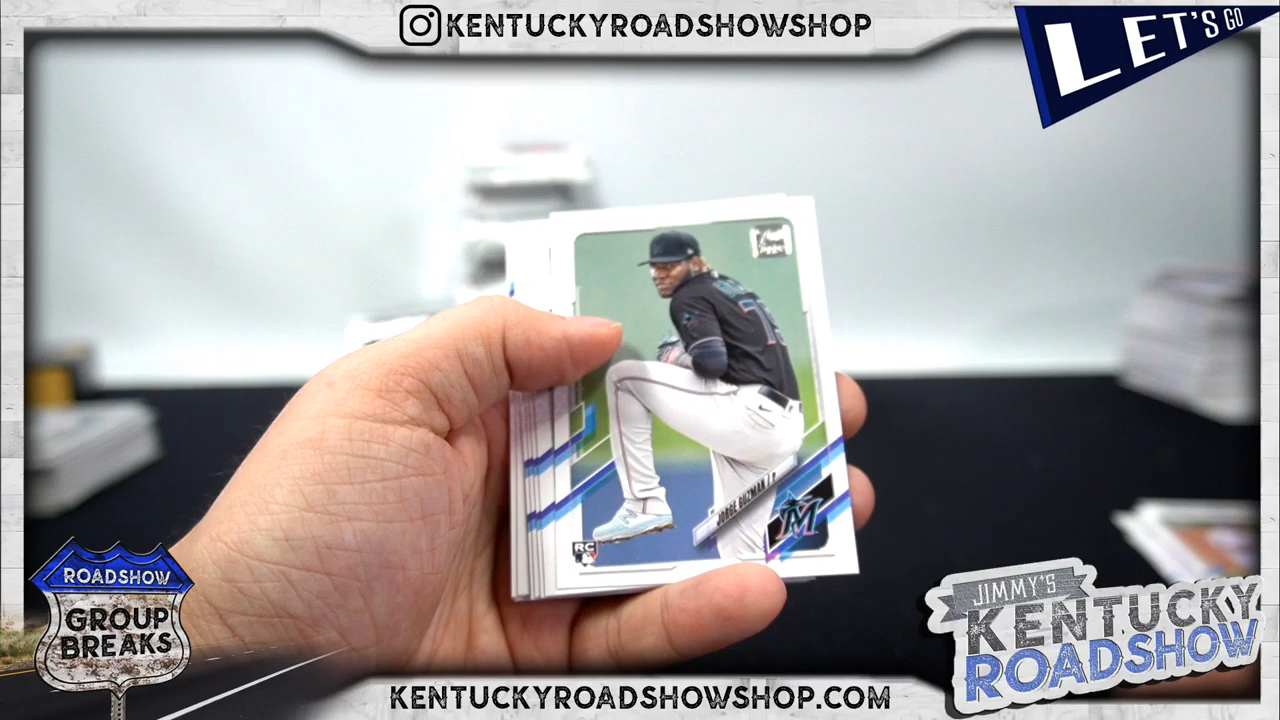 KENTUCKYROADSHOWSHOP
LET'S GO
JORGE GUZMAN / P
M
RC
ROADSHOW
GROUP
BREAKS
JIMMY'S
KENTUCKY
ROADSHOW
KENTUCKYROADSHOWSHOP.COM